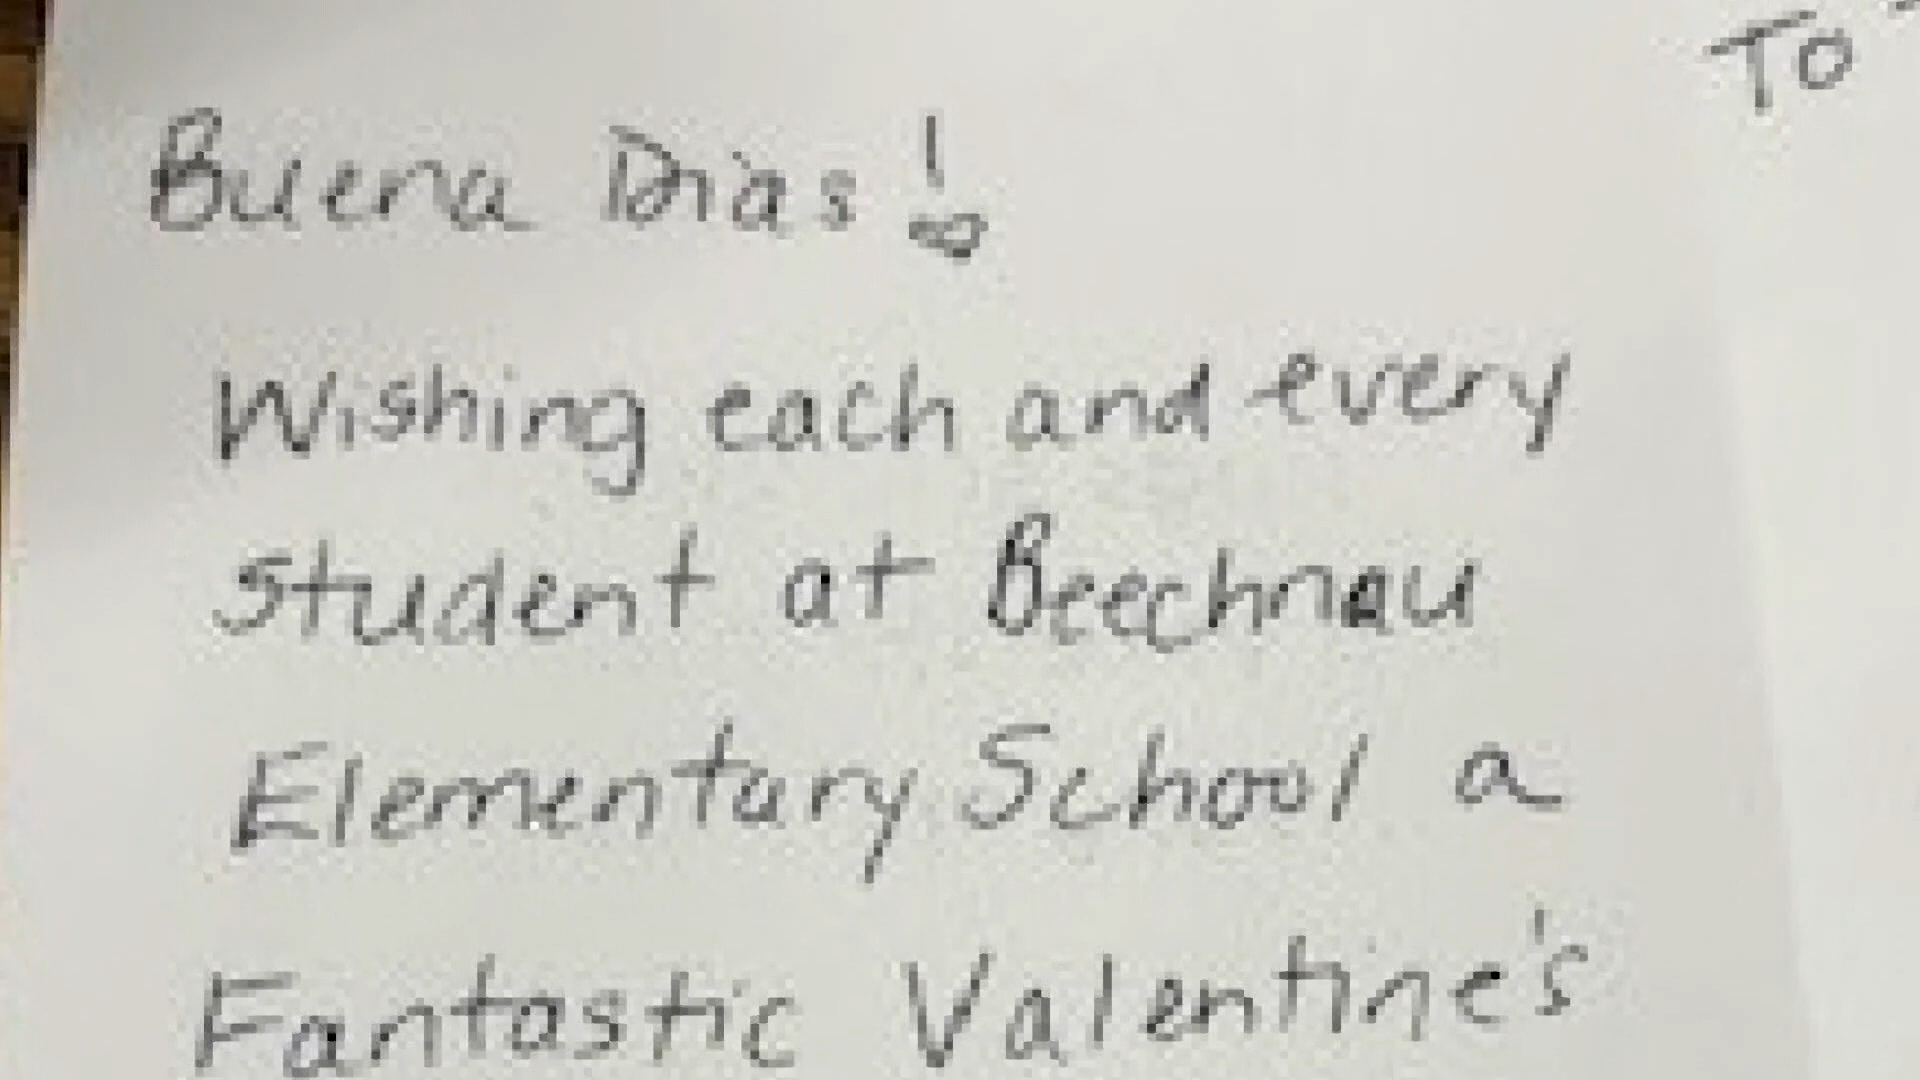 Buena Dias!
Wishing each and every
student at Beechnau
Elementary School a
Fantastic Valentine's
To